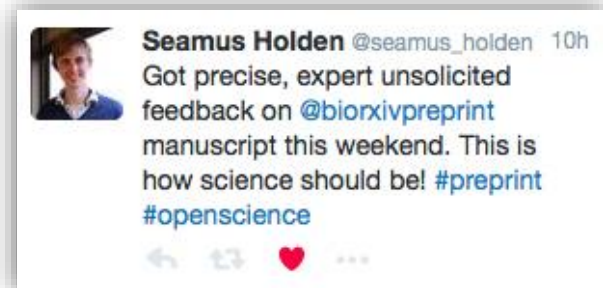 Seamus Holden @seamus_holden 10h
Got precise, expert unsolicited
feedback on @biorxivpreprint
manuscript this weekend. This is
how science should be! #preprint
#openscience